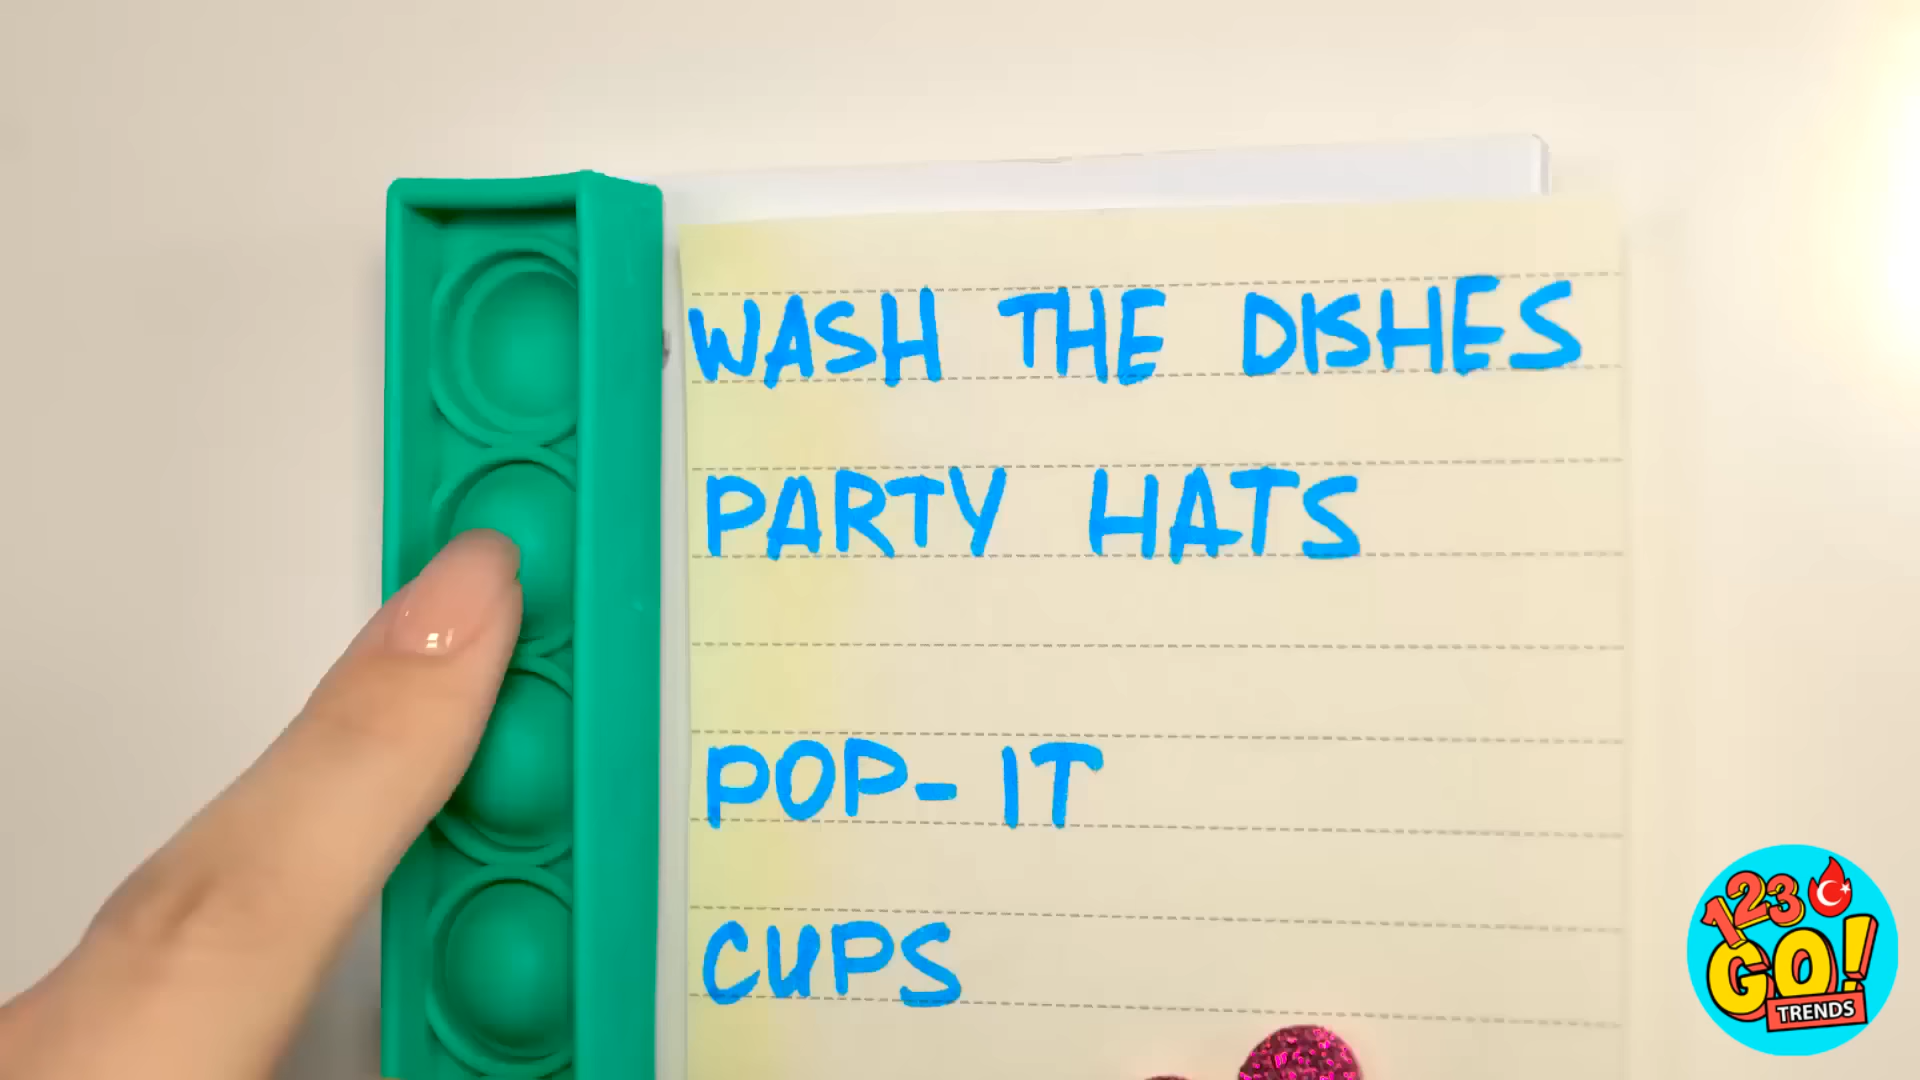 WASH THE DISHES
PARTY HATS
POP-IT
CUPS
123
GO!
TRENDS